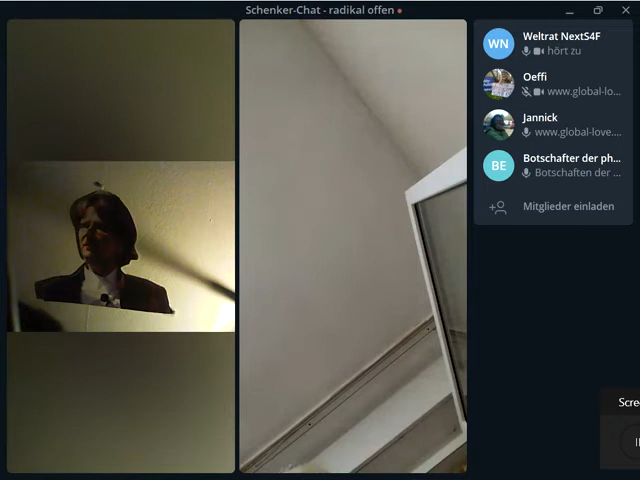 Schenker-Chat - radikal offen
WN
Weltrat NextS4F
hört zu
Oeffi
www.global-lo...
Jannick
www.global-love....
BE
Botschafter der ph...
Botschaften der ...
Mitglieder einladen
Scre